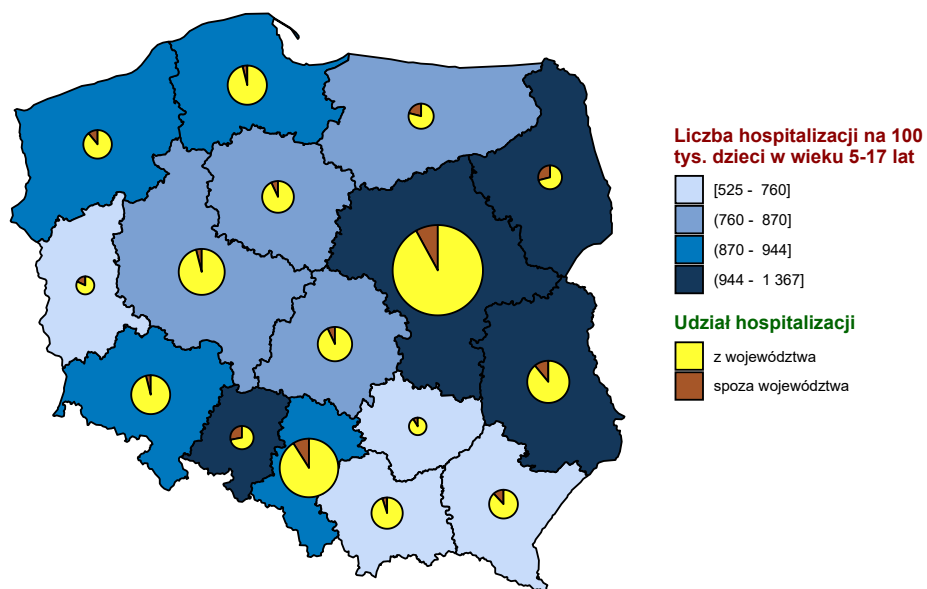 Liczba hospitalizacji na 100
tys. dzieci w wieku 5-17 lat
[525 - 760]
(760 - 870]
(870 - 944]
(944 - 1 367]
Udział hospitalizacji
z województwa
spoza województwa